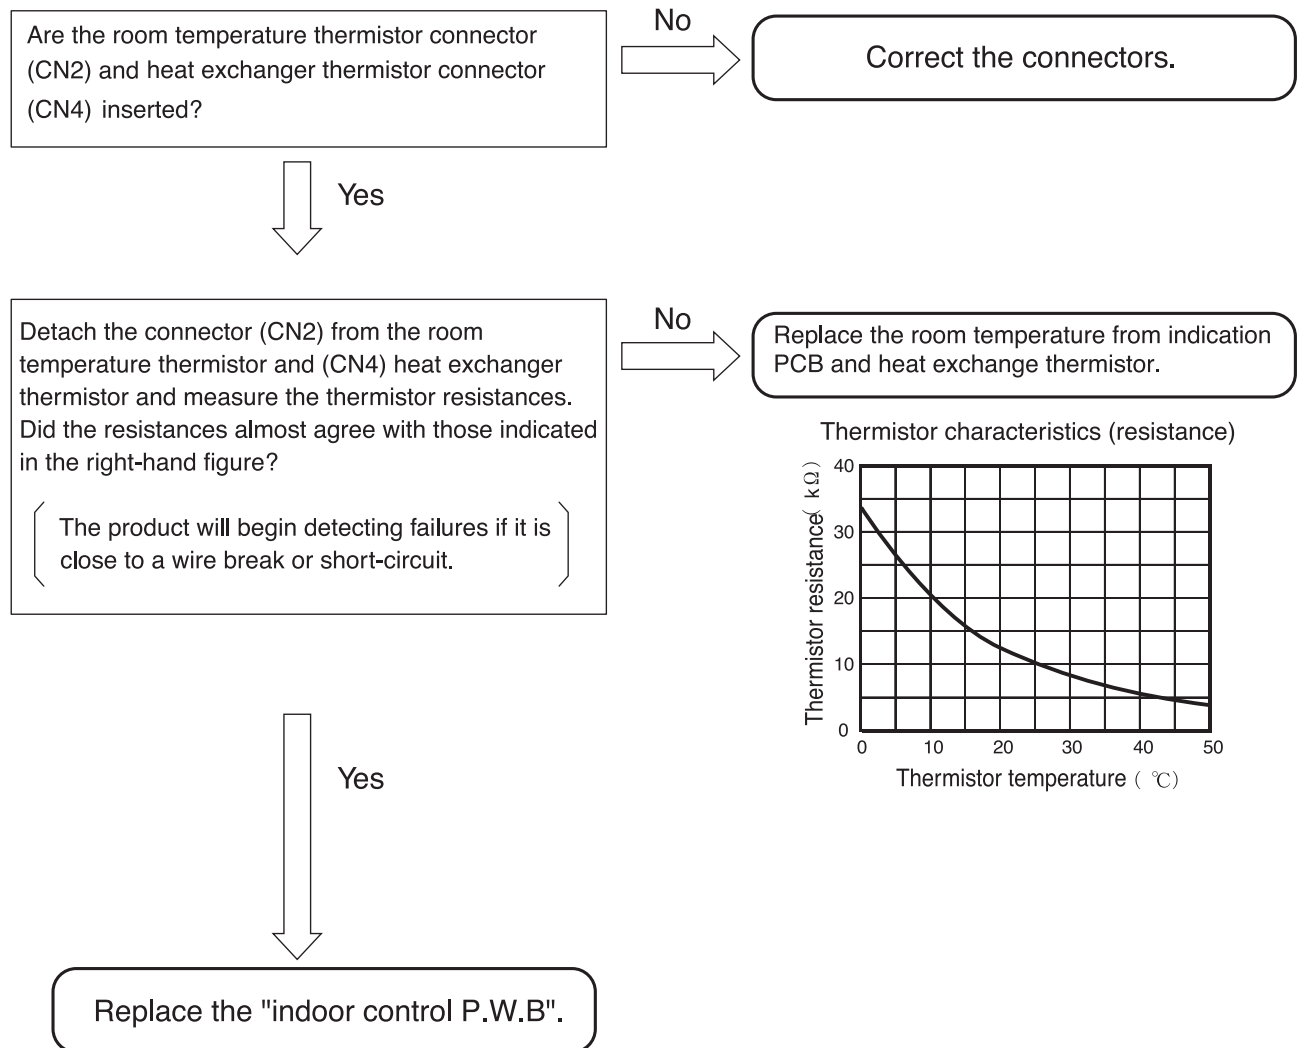 Are the room temperature thermistor connector
(CN2) and heat exchanger thermistor connector
(CN4) inserted?
No
Correct the connectors.
Yes
Detach the connector (CN2) from the room
temperature thermistor and (CN4) heat exchanger
thermistor and measure the thermistor resistances.
Did the resistances almost agree with those indicated
in the right-hand figure?
The product will begin detecting failures if it is
close to a wire break or short-circuit.
No
Replace the room temperature from indication
PCB and heat exchange thermistor.
Thermistor characteristics (resistance)
Thermistor resistance( kΩ)
40
30
20
10
0
0 10 20 30 40 50
Thermistor temperature ( ℃)
Yes
Replace the "indoor control P.W.B".